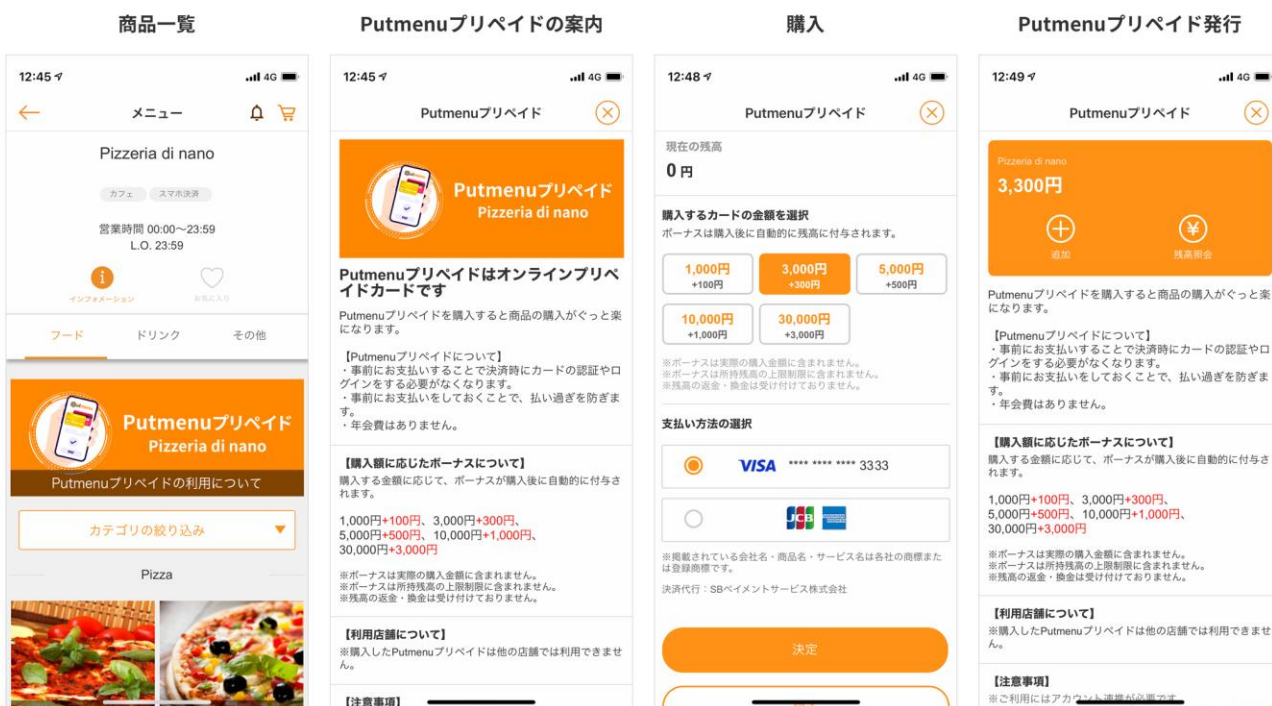 商品一覧
12:45
4G
メニュー
Pizzeria di nano
カフェ
スマホ決済
営業時間 00:00〜23:59
L.O. 23:59
インフォメーション
お気に入り
フード
ドリンク
その他
Putmenuプリペイド
Pizzeria di nano
Putmenuプリペイドの利用について
カテゴリの絞り込み
Pizza
Putmenuプリペイドの案内
12:45
4G
Putmenuプリペイド
Putmenuプリペイド
Pizzeria di nano
Putmenuプリペイドはオンラインプリペ
イドカードです
Putmenuプリペイドを購入すると商品の購入がぐっと楽
になります。
【Putmenuプリペイドについて】
・事前にお支払いすることで決済時にカードの認証やロ
グインをする必要がなくなります。
・事前にお支払いをしておくことで、払い過ぎを防ぎま
す。
・年会費はありません。
【購入額に応じたボーナスについて】
購入する金額に応じて、ボーナスが購入後に自動的に付与さ
れます。
1,000円+100円、3,000円+300円、
5,000円+500円、10,000円+1,000円、
30,000円+3,000円
※ボーナスは実際の購入金額に含まれません。
※ボーナスは所持残高の上限制限に含まれません。
※残高の返金・換金は受け付けておりません。
【利用店舗について】
※購入したPutmenuプリペイドは他の店舗では利用できませ
ん。
【注意事項】
購入
12:48
4G
Putmenuプリペイド
現在の残高
0 円
購入するカードの金額を選択
ボーナスは購入後に自動的に残高に付与されます。
1,000円
+100円
3,000円
+300円
5,000円
+500円
10,000円
+1,000円
30,000円
+3,000円
※ボーナスは実際の購入金額に含まれません。
※ボーナスは所持残高の上限制限に含まれません。
※残高の返金・換金は受け付けておりません。
支払い方法の選択
VISA **** **** **** 3333
JCB
※掲載されている会社名・商品名・サービス名は各社の商標また
は登録商標です。
決済代行：SBペイメントサービス株式会社
決定
Putmenuプリペイド発行
12:49
4G
Putmenuプリペイド
Pizzeria di nano
3,300円
追加
残高照会
Putmenuプリペイドを購入すると商品の購入がぐっと楽
になります。
【Putmenuプリペイドについて】
・事前にお支払いすることで決済時にカードの認証やロ
グインをする必要がなくなります。
・事前にお支払いをしておくことで、払い過ぎを防ぎま
す。
・年会費はありません。
【購入額に応じたボーナスについて】
購入する金額に応じて、ボーナスが購入後に自動的に付与さ
れます。
1,000円+100円、3,000円+300円、
5,000円+500円、10,000円+1,000円、
30,000円+3,000円
※ボーナスは実際の購入金額に含まれません。
※ボーナスは所持残高の上限制限に含まれません。
※残高の返金・換金は受け付けておりません。
【利用店舗について】
※購入したPutmenuプリペイドは他の店舗では利用できませ
ん。
【注意事項】
※ご利用にはアカウント連携が必要です。